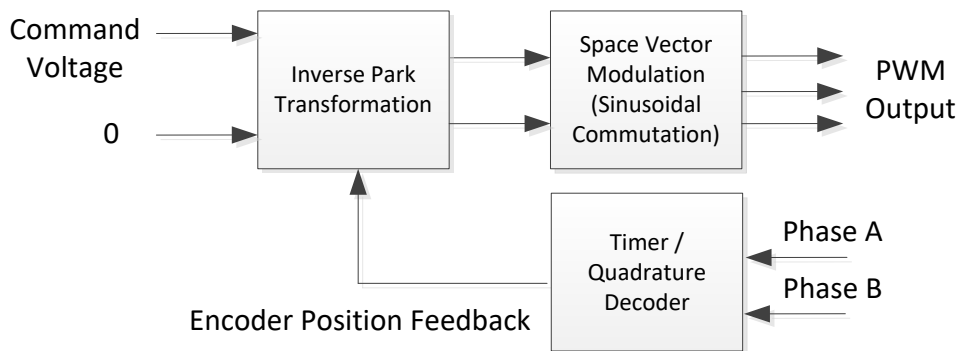 Command
Voltage
0
Inverse Park
Transformation
Space Vector
Modulation
(Sinusoidal
Commutation)
PWM
Output
Timer /
Quadrature
Decoder
Phase A
Phase B
Encoder Position Feedback